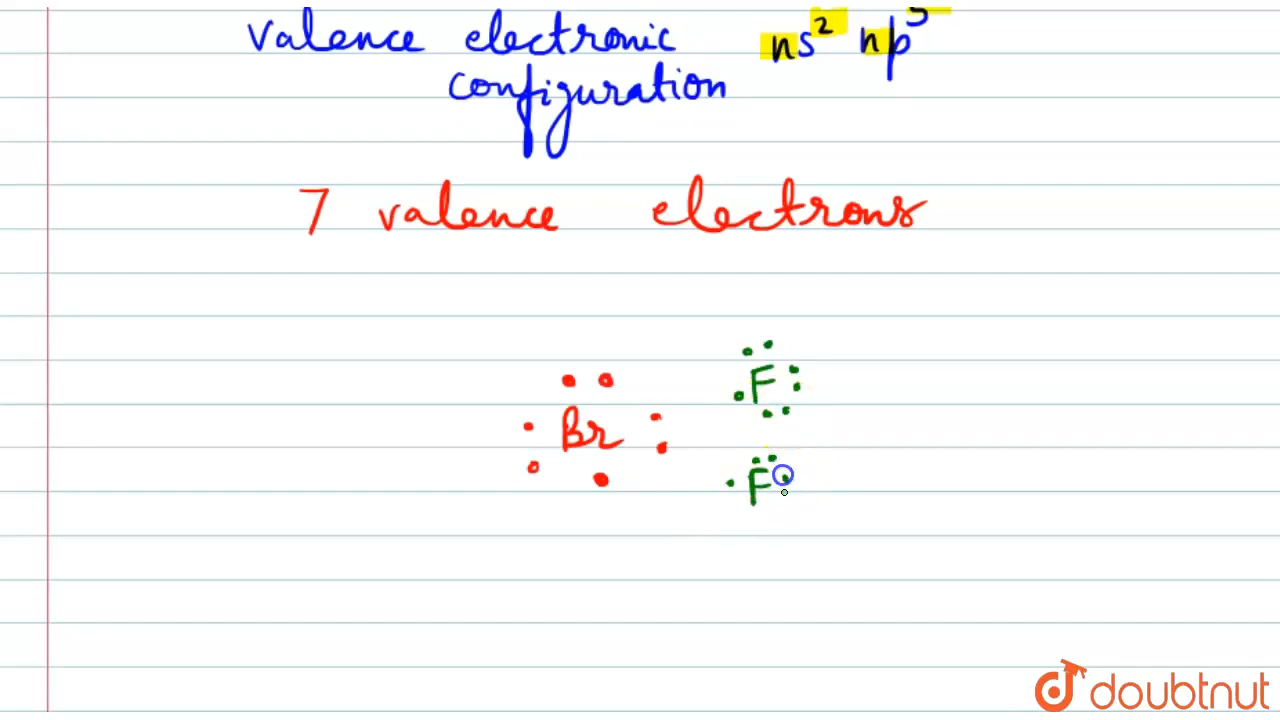 valence electronic ns² np⁵
configuration
7 valence electrons
F
Br
F
doubtnut